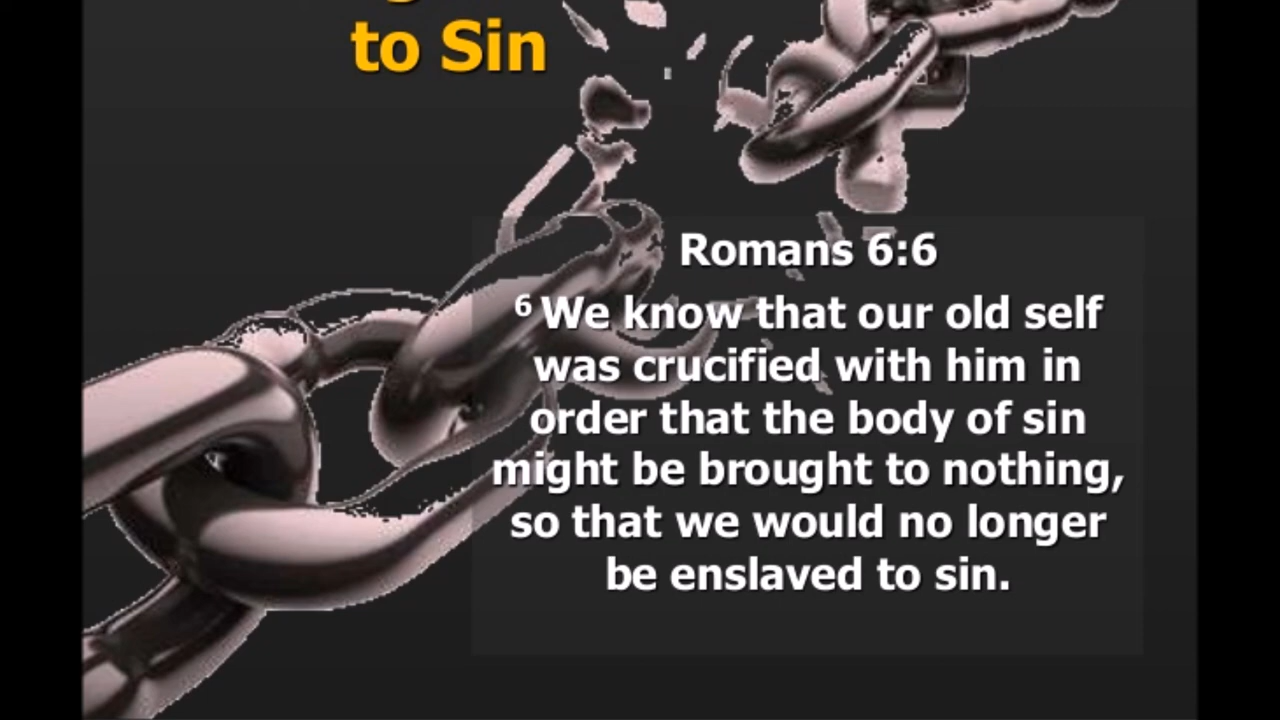 to Sin
Romans 6:6
6 We know that our old self
was crucified with him in
order that the body of sin
might be brought to nothing,
so that we would no longer
be enslaved to sin.